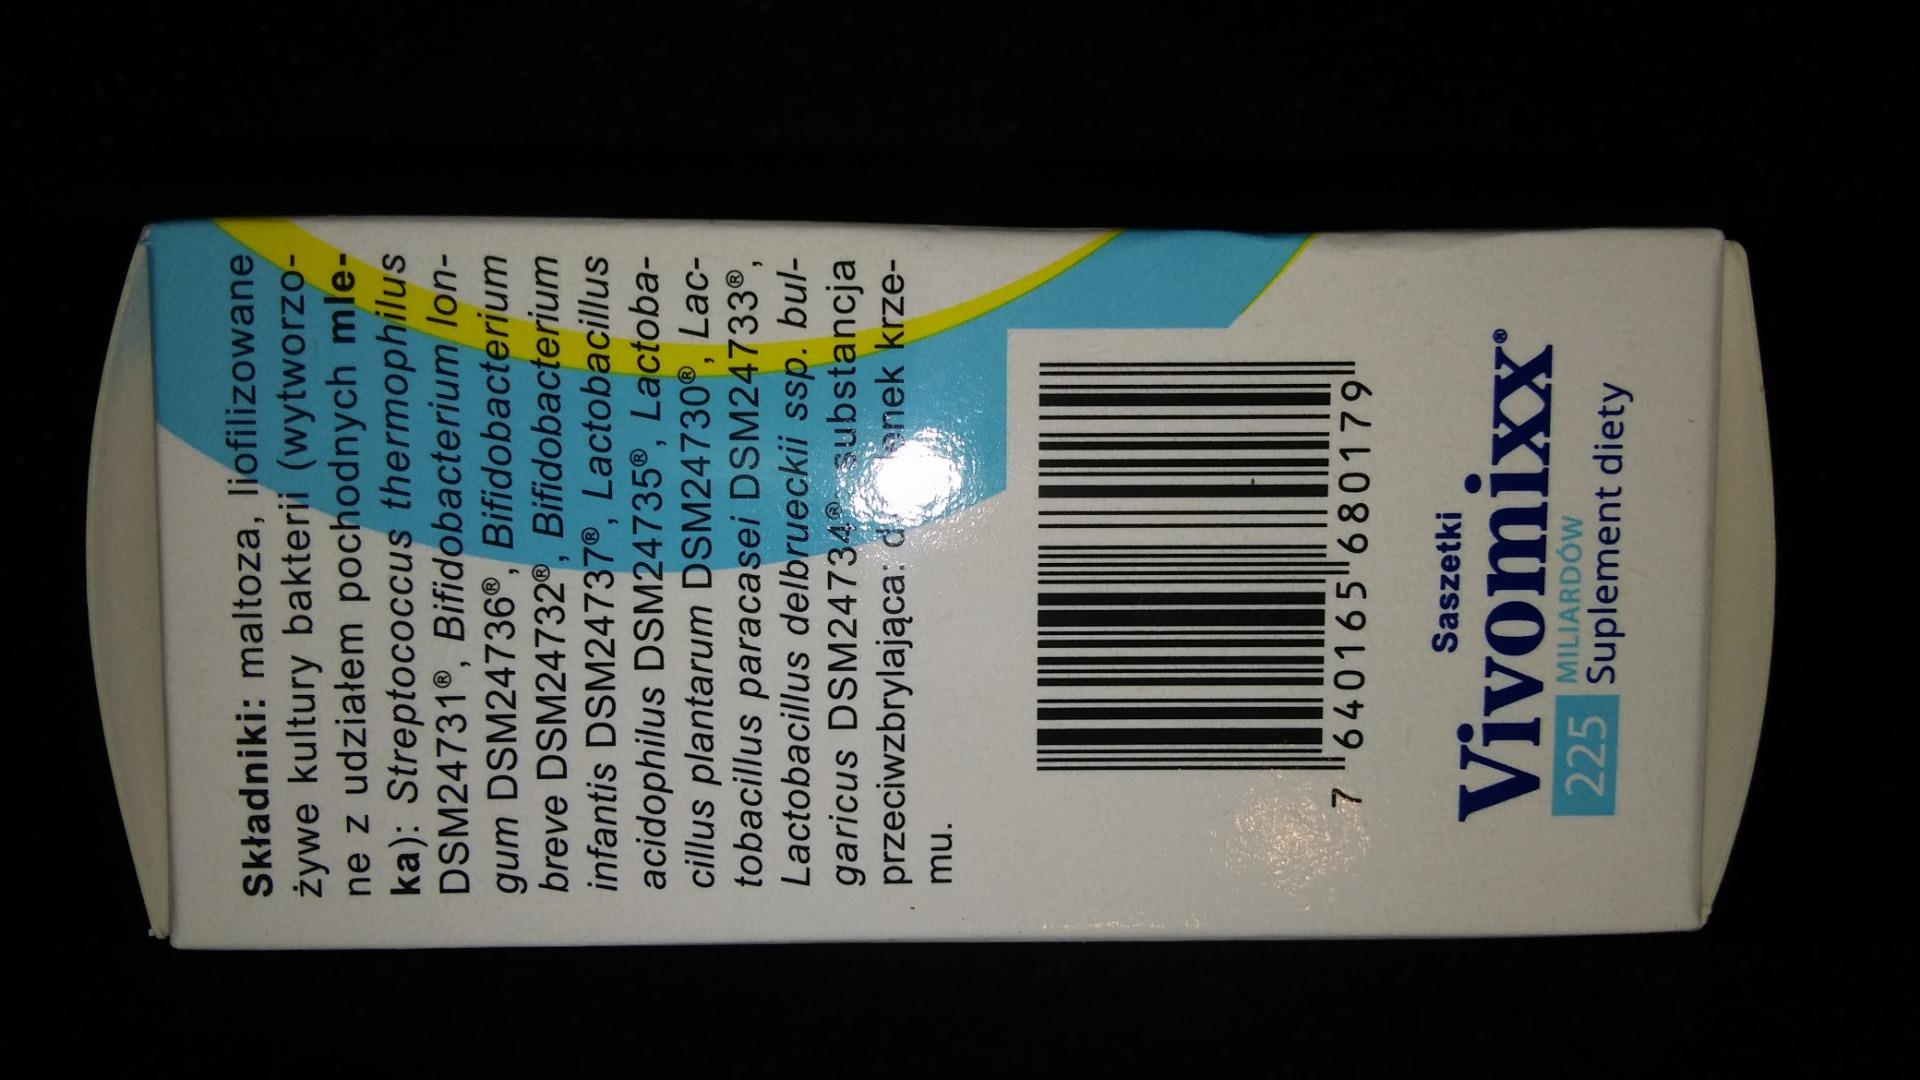 Składniki: maltoza, liofilizowane
żywe kultury bakterii (wytworzo-
ne z udziałem pochodnych mle-
ka): Streptococcus thermophilus
DSM24731®, Bifidobacterium lon-
gum DSM24736®, Bifidobacterium
breve DSM24732®, Bifidobacterium
infantis DSM24737®, Lactobacillus
acidophilus DSM24735®, Lactoba-
cillus plantarum DSM24730®, Lac-
tobacillus paracasei DSM24733®,
Lactobacillus delbrueckii ssp. bul-
garicus DSM24734® substancja
przeciwzbrylająca: krze-
mu.
7 640165 680179
Saszetki
Vivomixx®
225 MILIARDÓW
Suplement diety